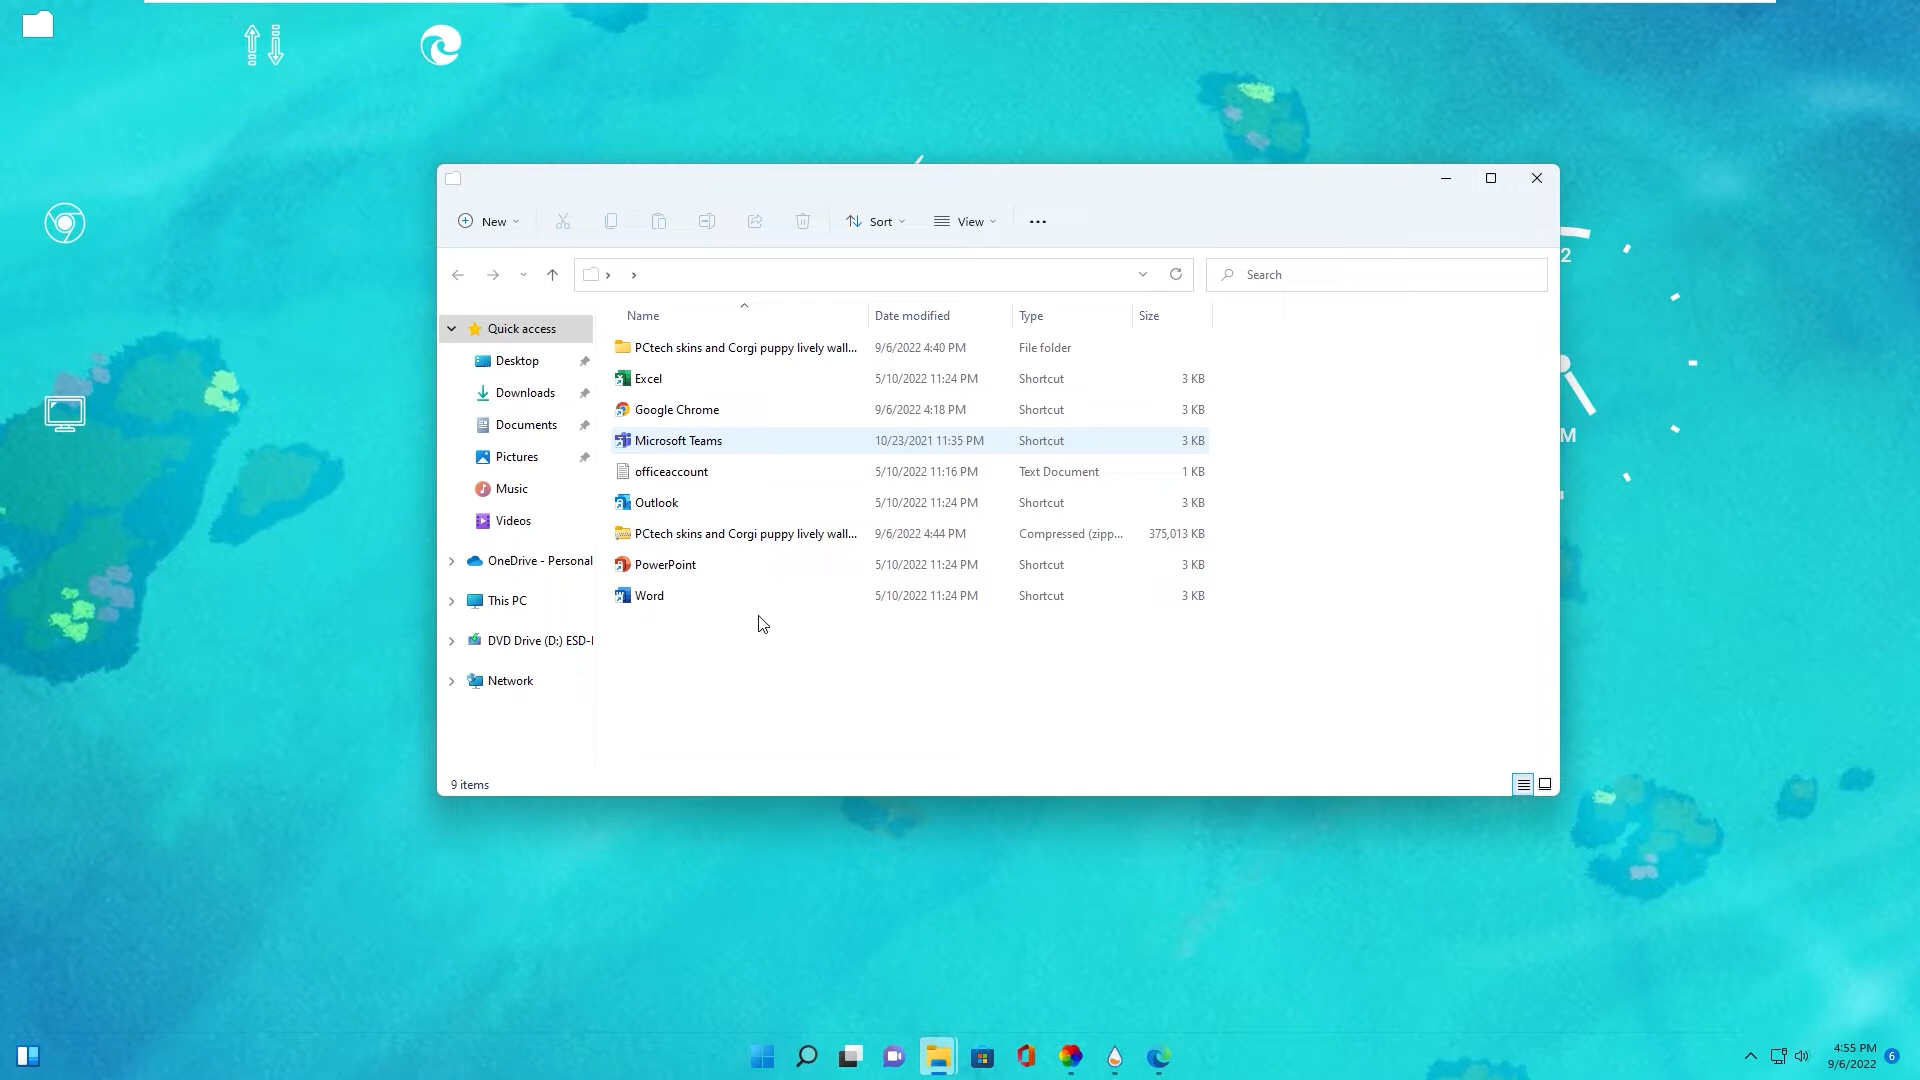 New
Sort
View
Search
Name Date modified Type Size
Quick access
Desktop
Downloads
Documents
Pictures
Music
Videos
OneDrive - Personal
This PC
DVD Drive (D:) ESD-I
Network
PCtech skins and Corgi puppy lively wall... 9/6/2022 4:40 PM File folder
Excel 5/10/2022 11:24 PM Shortcut 3 KB
Google Chrome 9/6/2022 4:18 PM Shortcut 3 KB
Microsoft Teams 10/23/2021 11:35 PM Shortcut 3 KB
officeaccount 5/10/2022 11:16 PM Text Document 1 KB
Outlook 5/10/2022 11:24 PM Shortcut 3 KB
PCtech skins and Corgi puppy lively wall... 9/6/2022 4:44 PM Compressed (zipp... 375,013 KB
PowerPoint 5/10/2022 11:24 PM Shortcut 3 KB
Word 5/10/2022 11:24 PM Shortcut 3 KB
9 items
2
M
4:55 PM
9/6/2022
6